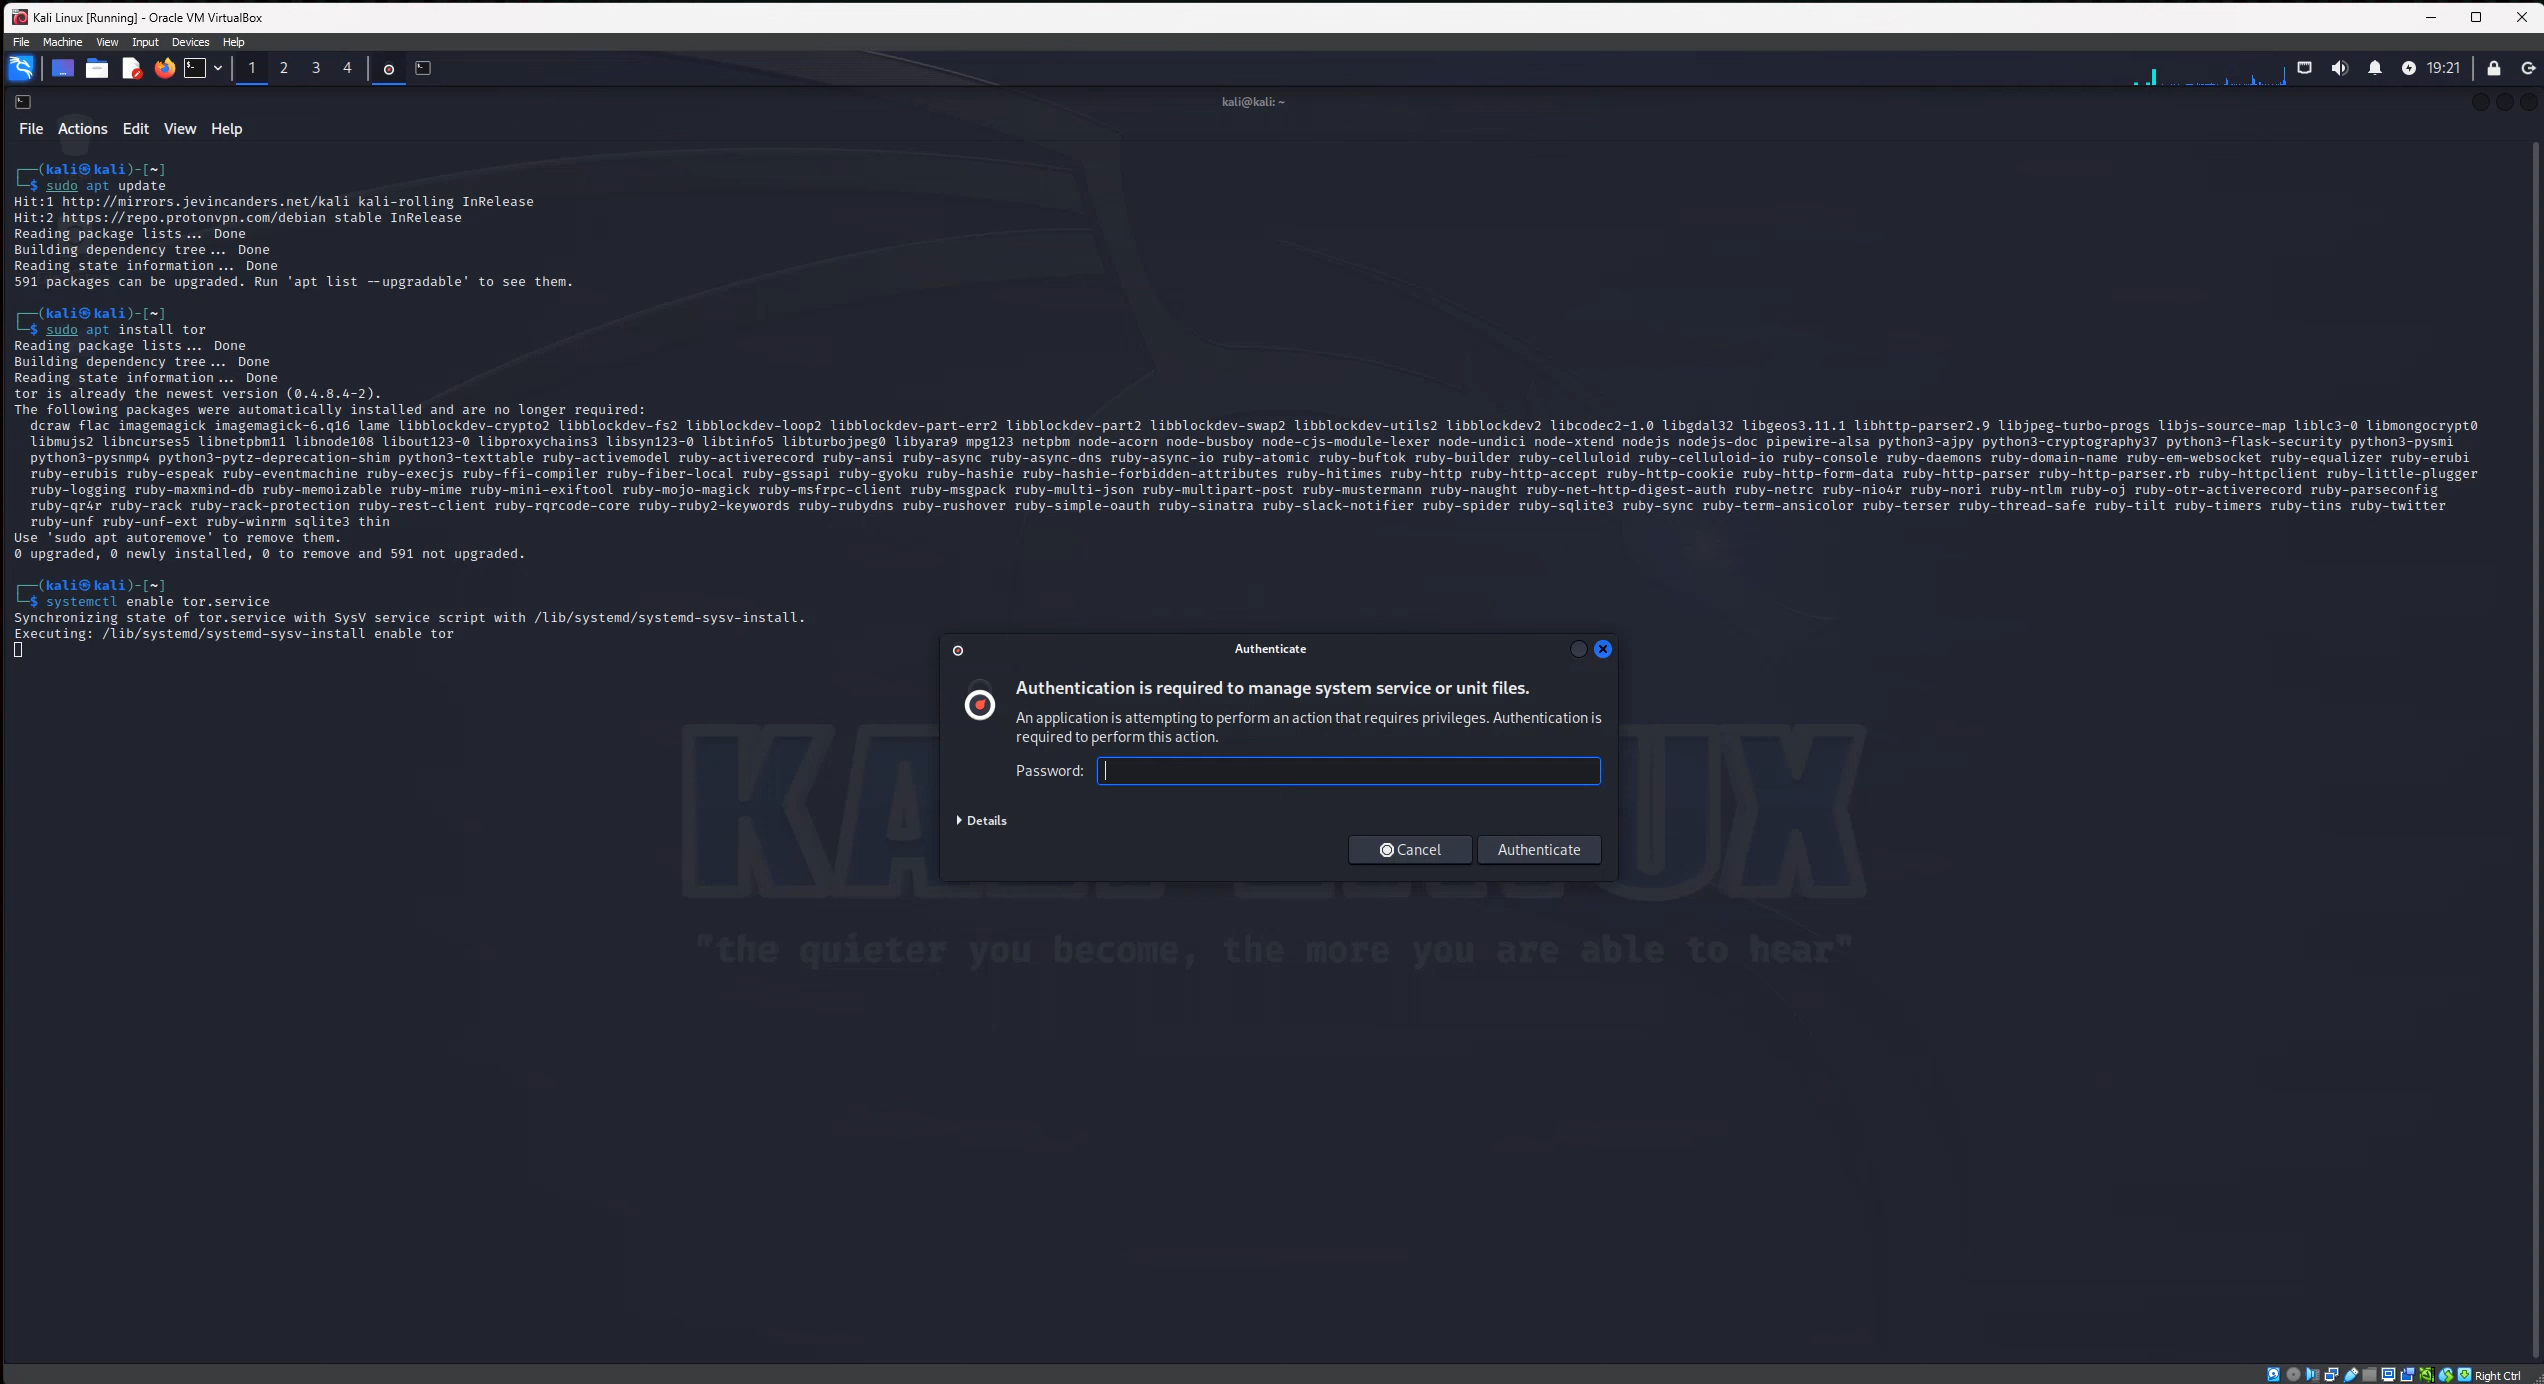 Kali Linux [Running] - Oracle VM VirtualBox
File Machine View Input Devices Help
1 2 3 4
19:21
kali@kali: ~
File Actions Edit View Help
┌──(kali㉿kali)-[~]
└─$ sudo apt update
Hit:1 http://mirrors.jevincanders.net/kali kali-rolling InRelease
Hit:2 https://repo.protonvpn.com/debian stable InRelease
Reading package lists... Done
Building dependency tree... Done
Reading state information... Done
591 packages can be upgraded. Run 'apt list --upgradable' to see them.
┌──(kali㉿kali)-[~]
└─$ sudo apt install tor
Reading package lists... Done
Building dependency tree... Done
Reading state information... Done
tor is already the newest version (0.4.8.4-2).
The following packages were automatically installed and are no longer required:
dcraw flac imagemagick imagemagick-6.q16 lame libblockdev-crypto2 libblockdev-fs2 libblockdev-loop2 libblockdev-part-err2 libblockdev-part2 libblockdev-swap2 libblockdev-utils2 libblockdev2 libcodec2-1.0 libgdal32 libgeos3.11.1 libhttp-parser2.9 libjpeg-turbo-progs libjs-source-map liblc3-0 libmongocrypt0
libmujs2 libncurses5 libnetpbm11 libnode108 libout123-0 libproxychains3 libsyn123-0 libtinfo5 libturbojpeg0 libyara9 mpg123 netpbm node-acorn node-busboy node-cjs-module-lexer node-undici node-xtend nodejs nodejs-doc pipewire-alsa python3-ajpy python3-cryptography37 python3-flask-security python3-pysmi
python3-pysnmp4 python3-pytz-deprecation-shim python3-texttable ruby-activemodel ruby-activerecord ruby-ansi ruby-async ruby-async-dns ruby-async-io ruby-atomic ruby-buftok ruby-builder ruby-celluloid ruby-celluloid-io ruby-console ruby-daemons ruby-domain-name ruby-em-websocket ruby-equalizer ruby-erubi
ruby-erubis ruby-espeak ruby-eventmachine ruby-execjs ruby-ffi-compiler ruby-fiber-local ruby-gssapi ruby-gyoku ruby-hashie ruby-hashie-forbidden-attributes ruby-hitimes ruby-http ruby-http-accept ruby-http-cookie ruby-http-form-data ruby-http-parser ruby-http-parser.rb ruby-httpclient ruby-little-plugger
ruby-logging ruby-maxmind-db ruby-memoizable ruby-mime ruby-mini-exiftool ruby-mojo-magick ruby-msfrpc-client ruby-msgpack ruby-multi-json ruby-multipart-post ruby-mustermann ruby-naught ruby-net-http-digest-auth ruby-netrc ruby-nio4r ruby-nori ruby-ntlm ruby-oj ruby-otr-activerecord ruby-parseconfig
ruby-qr4r ruby-rack ruby-rack-protection ruby-rest-client ruby-rqrcode-core ruby-ruby2-keywords ruby-rubydns ruby-rushover ruby-simple-oauth ruby-sinatra ruby-slack-notifier ruby-spider ruby-sqlite3 ruby-sync ruby-term-ansicolor ruby-terser ruby-thread-safe ruby-tilt ruby-timers ruby-tins ruby-twitter
ruby-unf ruby-unf-ext ruby-winrm sqlite3 thin
Use 'sudo apt autoremove' to remove them.
0 upgraded, 0 newly installed, 0 to remove and 591 not upgraded.
┌──(kali㉿kali)-[~]
└─$ systemctl enable tor.service
Synchronizing state of tor.service with SysV service script with /lib/systemd/systemd-sysv-install.
Executing: /lib/systemd/systemd-sysv-install enable tor
Authenticate
Authentication is required to manage system service or unit files.
An application is attempting to perform an action that requires privileges. Authentication is
required to perform this action.
Password:
Details
Cancel Authenticate
KALI LINUX
"the quieter you become, the more you are able to hear"
Right Ctrl